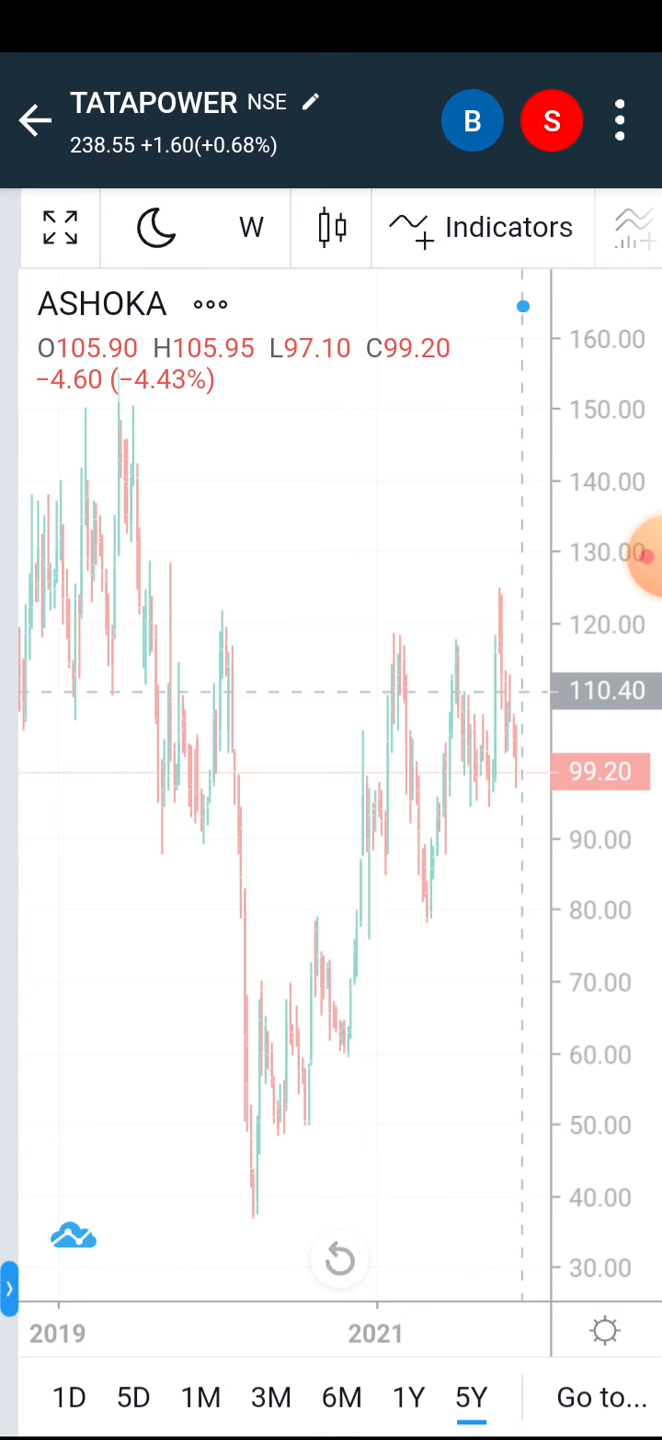 TATAPOWER NSE
238.55 +1.60(+0.68%)
B
S
W
Indicators
ASHOKA
O105.90 H105.95 L97.10 C99.20
−4.60 (−4.43%)
160.00
150.00
140.00
130.00
120.00
110.40
99.20
90.00
80.00
70.00
60.00
50.00
40.00
30.00
2019 2021
1D 5D 1M 3M 6M 1Y 5Y Go to...